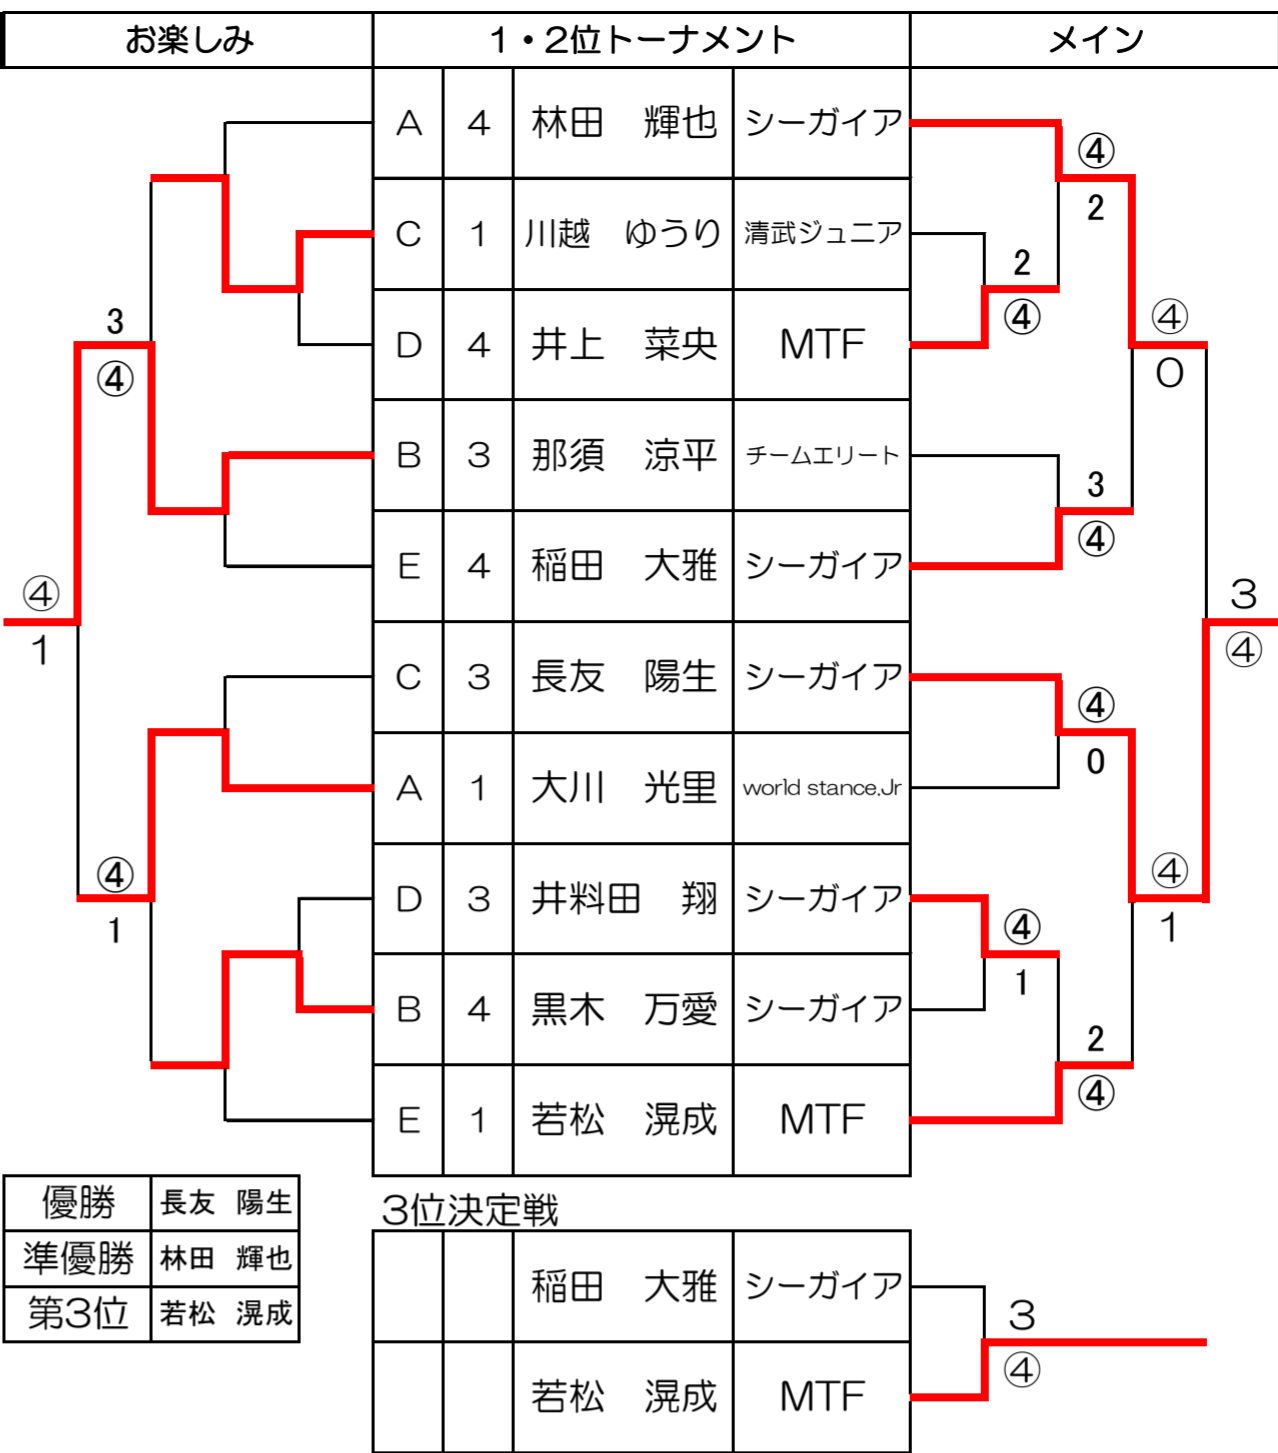 お楽しみ 1・2位トーナメント メイン
A 4 林田 輝也 シーガイア
④
2
C 1 川越 ゆうり 清武ジュニア
2
④
D 4 井上 菜央 MTF
3
④
④
0
B 3 那須 涼平 チームエリート
3
④
E 4 稲田 大雅 シーガイア
④
1
3
④
C 3 長友 陽生 シーガイア
④
0
A 1 大川 光里 world stance.Jr
④
1
④
1
D 3 井料田 翔 シーガイア
④
1
B 4 黒木 万愛 シーガイア
2
④
E 1 若松 滉成 MTF
優勝 長友 陽生
準優勝 林田 輝也
第3位 若松 滉成
3位決定戦
稲田 大雅 シーガイア
3
④
若松 滉成 MTF